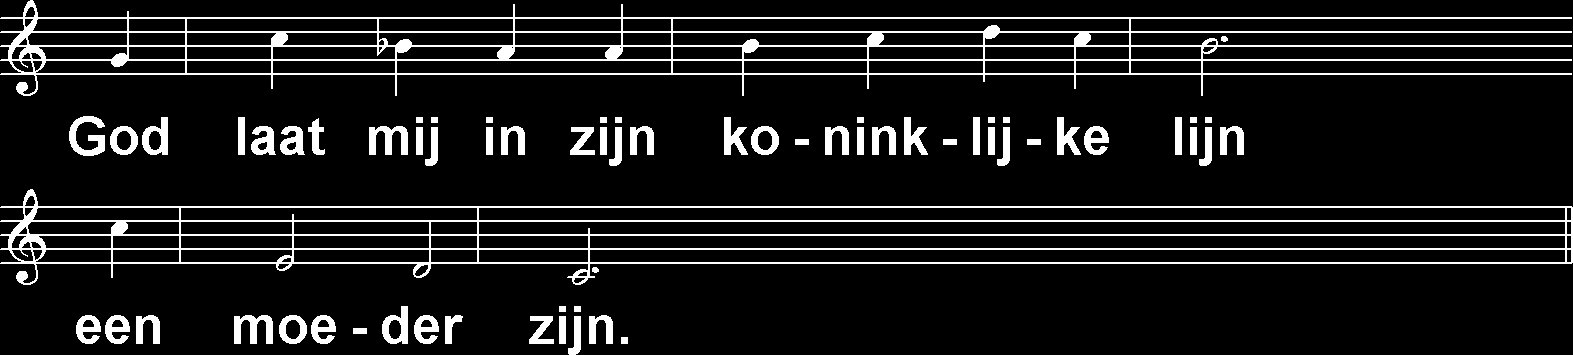 God laat mij in zijn ko - nink - lij - ke lijn
een moe - der zijn.